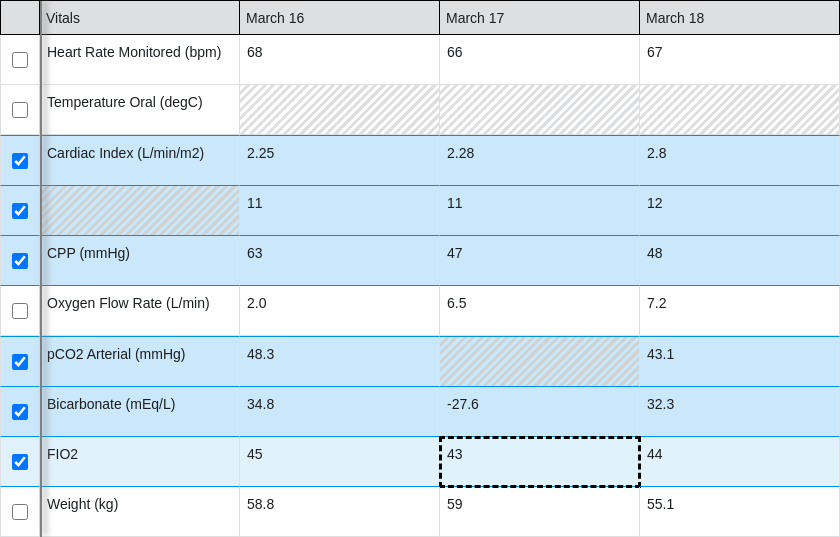 Vitals March 16 March 17 March 18
Heart Rate Monitored (bpm) 68 66 67
Temperature Oral (degC)
Cardiac Index (L/min/m2) 2.25 2.28 2.8
11 11 12
CPP (mmHg) 63 47 48
Oxygen Flow Rate (L/min) 2.0 6.5 7.2
pCO2 Arterial (mmHg) 48.3 43.1
Bicarbonate (mEq/L) 34.8 -27.6 32.3
FIO2 45 43 44
Weight (kg) 58.8 59 55.1